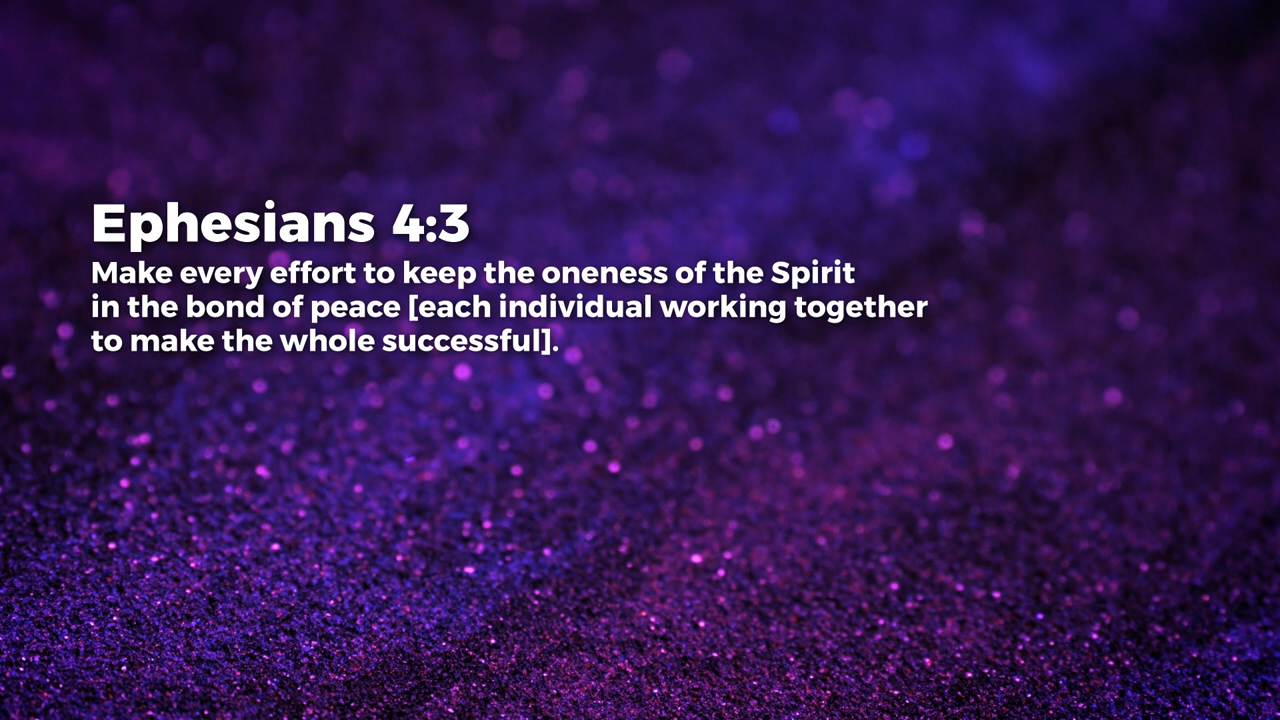 Ephesians 4:3
Make every effort to keep the oneness of the Spirit
in the bond of peace [each individual working together
to make the whole successful].